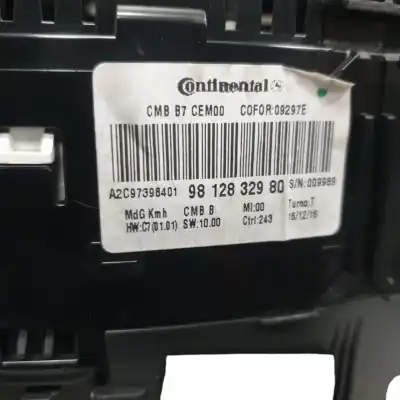 Continental
CMB B7 CEM00 COFOR:09297E
A2C97398401 98 128 329 80 S/N:009989
MdG Kmh CMB B MI:00 Turno:T
HW:C7(01.01) SW:10.00 Ctrl:243 16/12/16